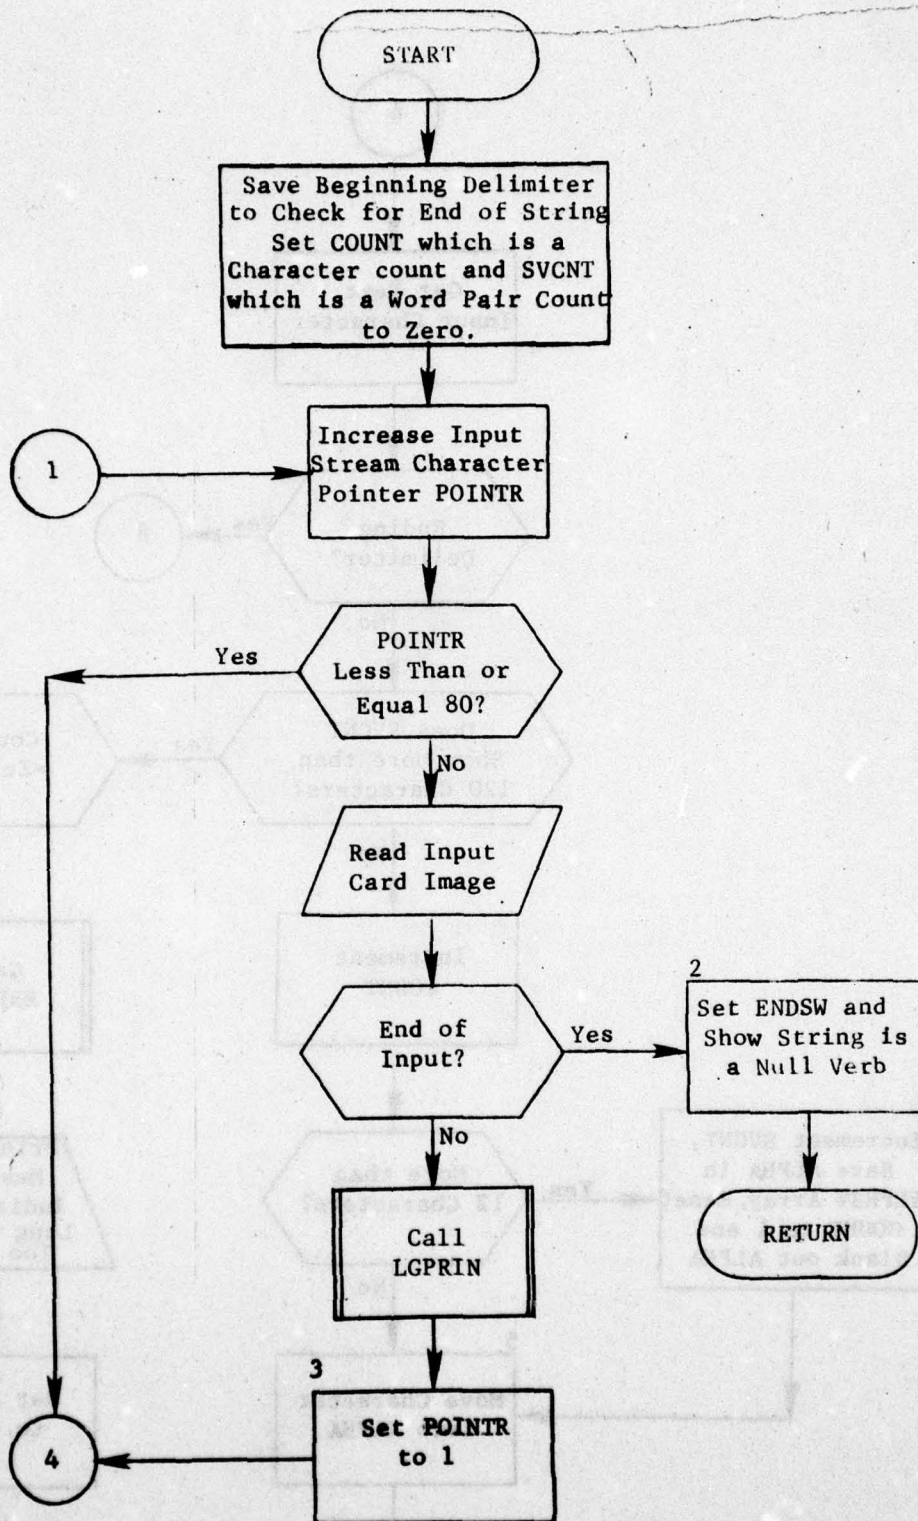 START
Save Beginning Delimiter
to Check for End of String
Set COUNT which is a
Character count and SVCNT
which is a Word Pair Count
to Zero.
1
Increase Input
Stream Character
Pointer POINTR
POINTR
Less Than or
Equal 80?
Yes
No
Read Input
Card Image
End of
Input?
Yes
2
Set ENDSW and
Show String is
a Null Verb
No
RETURN
Call
LGPRIN
3
Set POINTR
to 1
4